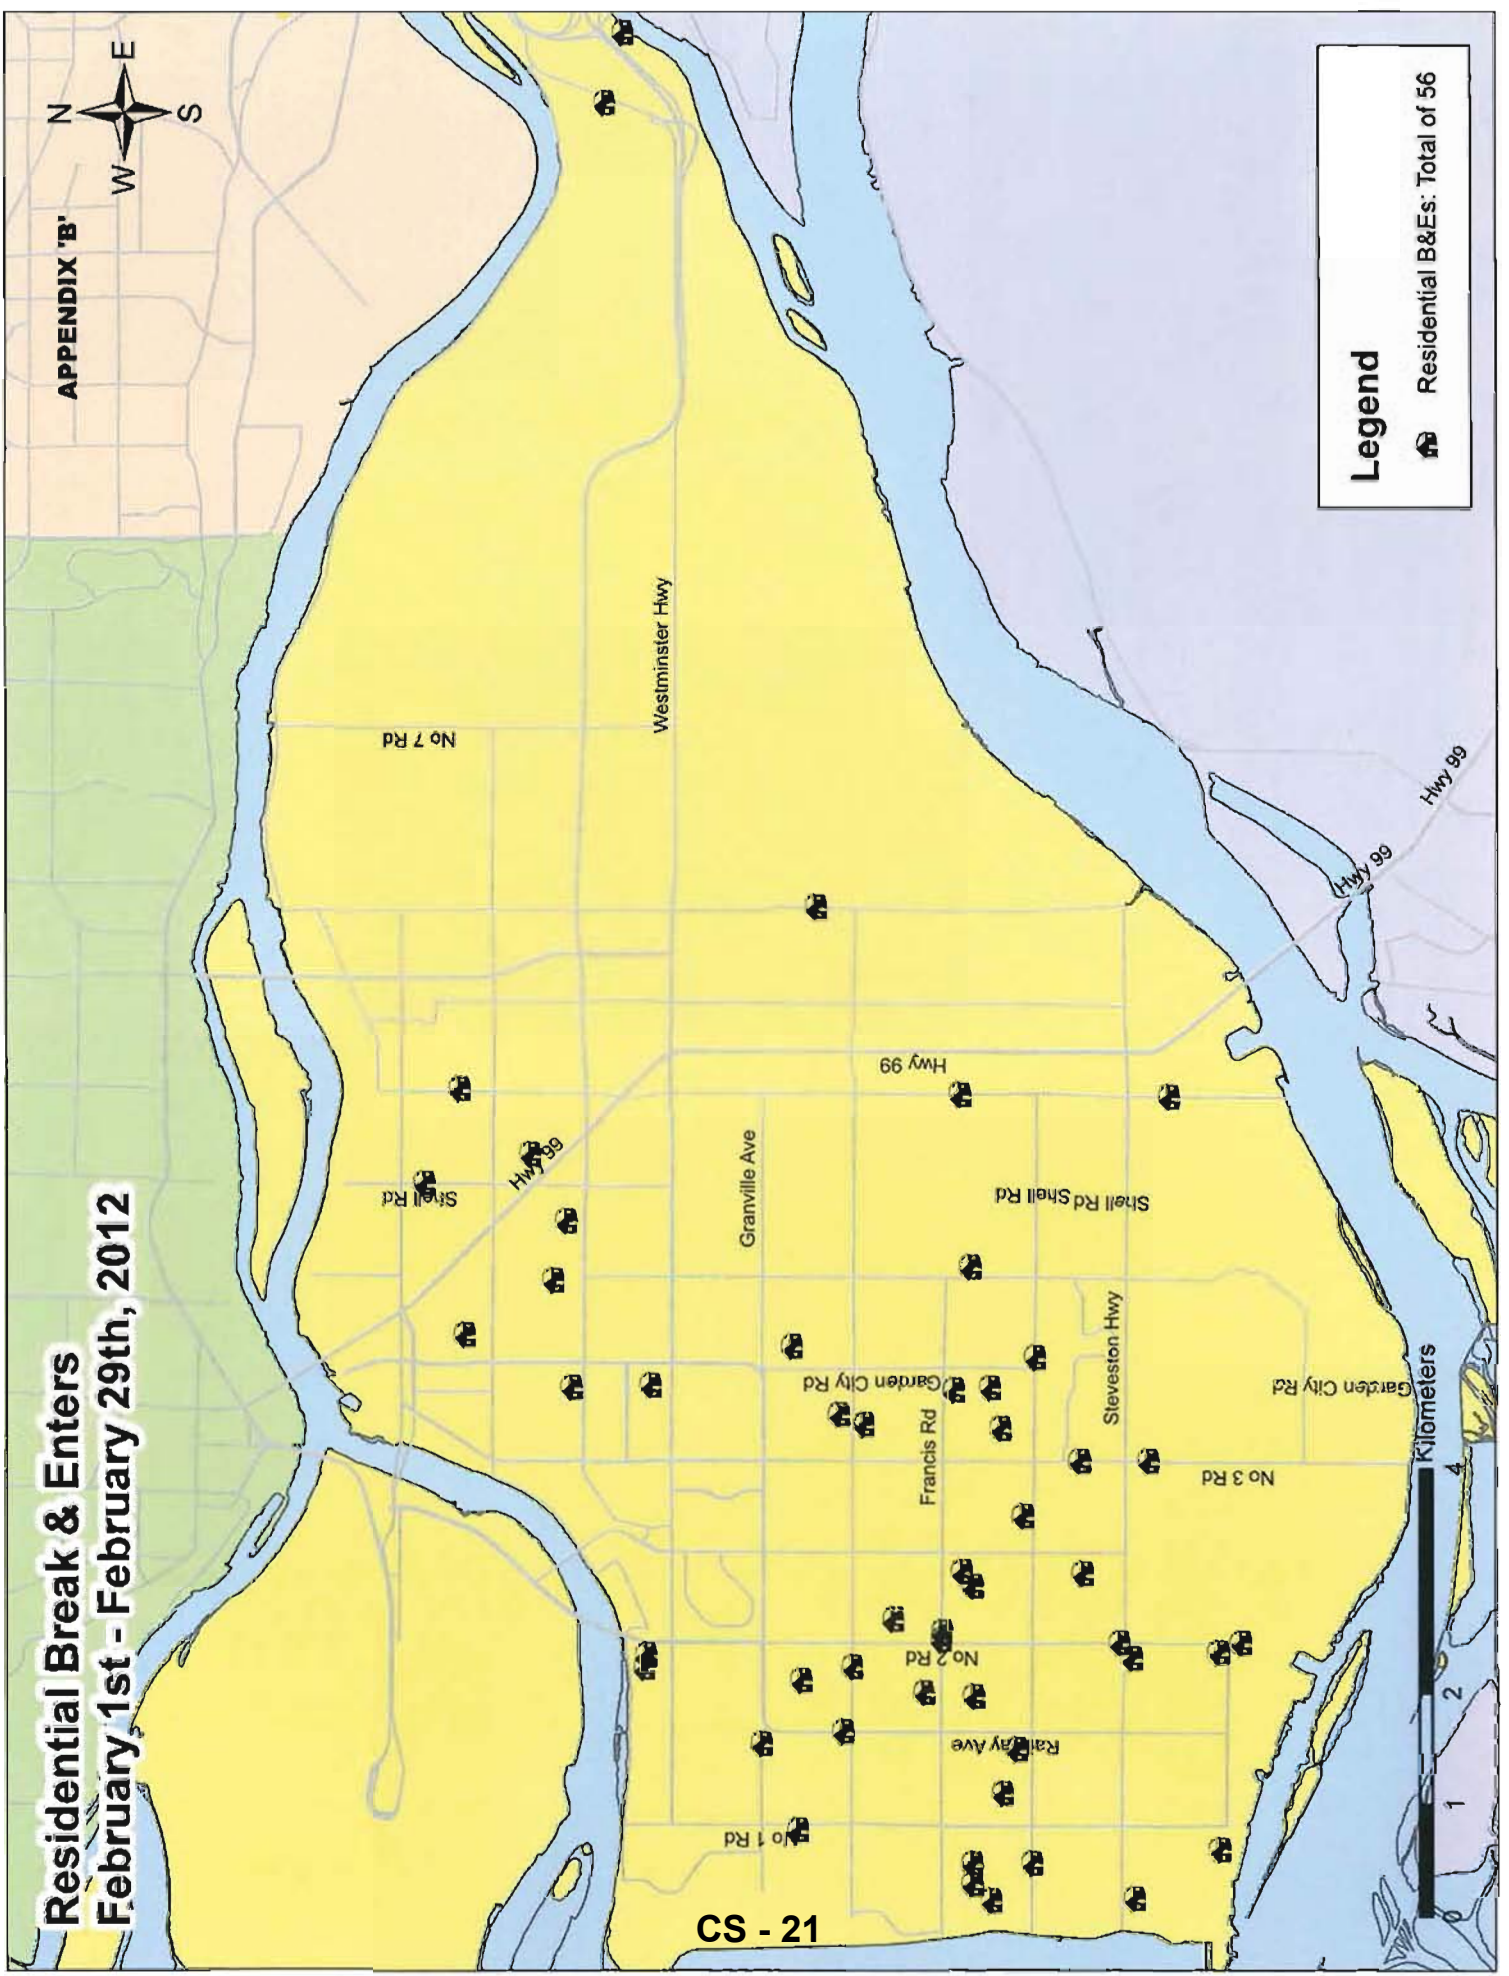 Residential Break & Enters
February 1st - February 29th, 2012
APPENDIX 'B'
N
W
E
S
No 7 Rd
Westminster Hwy
Shell Rd
Hwy 99
Granville Ave
Hwy 99
Shell Rd
Shell Rd
Hwy 99
Hwy 99
Garden City Rd
Francis Rd
Steveston Hwy
Garden City Rd
No 3 Rd
No 2 Rd
Railway Ave
No 1 Rd
Legend
Residential B&Es: Total of 56
0
1
2
4
Kilometers
CS - 21